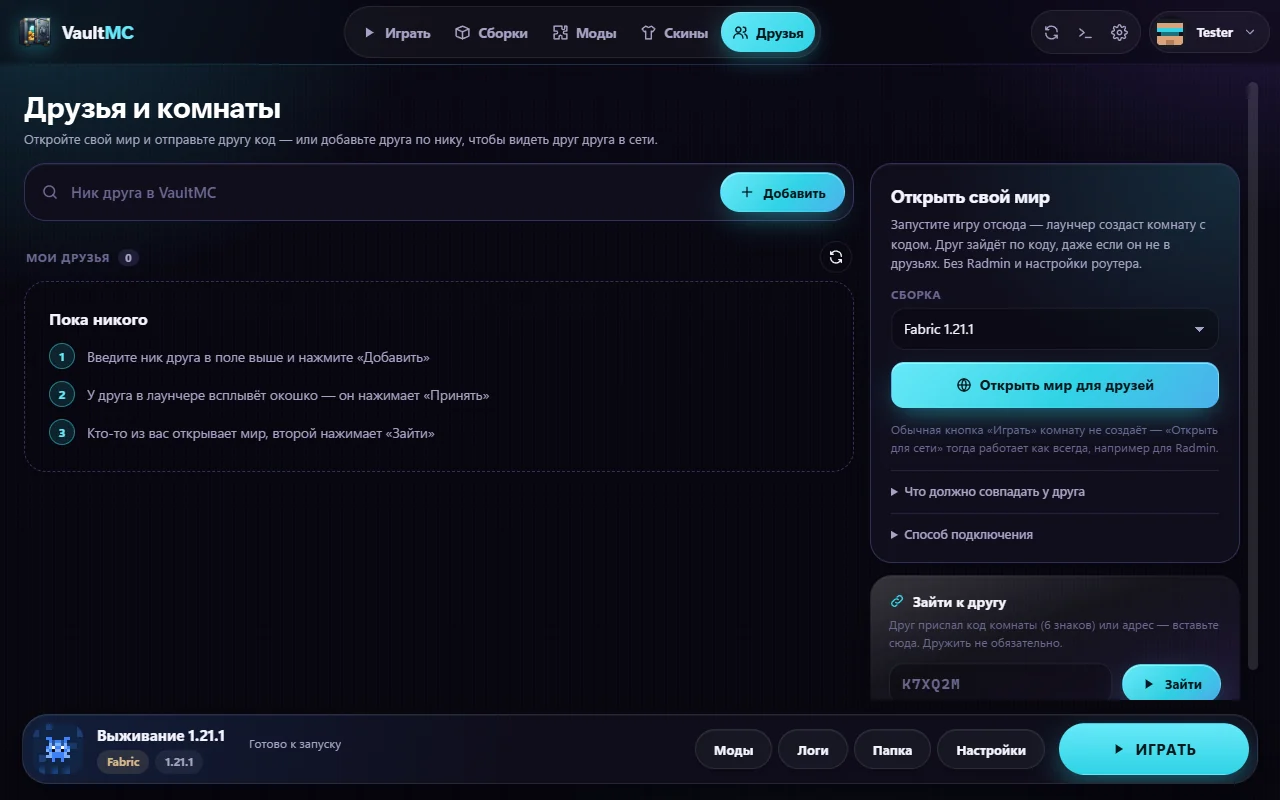 VaultMC
Играть
Сборки
Моды
Скины
Друзья
Tester
Друзья и комнаты
Откройте свой мир и отправьте другу код — или добавьте друга по нику, чтобы видеть друг друга в сети.
Ник друга в VaultMC
Добавить
МОИ ДРУЗЬЯ 0
Пока никого
1 Введите ник друга в поле выше и нажмите «Добавить»
2 У друга в лаунчере всплывёт окошко — он нажимает «Принять»
3 Кто-то из вас открывает мир, второй нажимает «Зайти»
Открыть свой мир
Запустите игру отсюда — лаунчер создаст комнату с
кодом. Друг зайдёт по коду, даже если он не в
друзьях. Без Radmin и настройки роутера.
СБОРКА
Fabric 1.21.1
Открыть мир для друзей
Обычная кнопка «Играть» комнату не создаёт — «Открыть
для сети» тогда работает как всегда, например для Radmin.
Что должно совпадать у друга
Способ подключения
Зайти к другу
Друг прислал код комнаты (6 знаков) или адрес — вставьте
сюда. Дружить не обязательно.
K7XQ2M
Зайти
Выживание 1.21.1
Fabric 1.21.1
Готово к запуску
Моды
Логи
Папка
Настройки
ИГРАТЬ